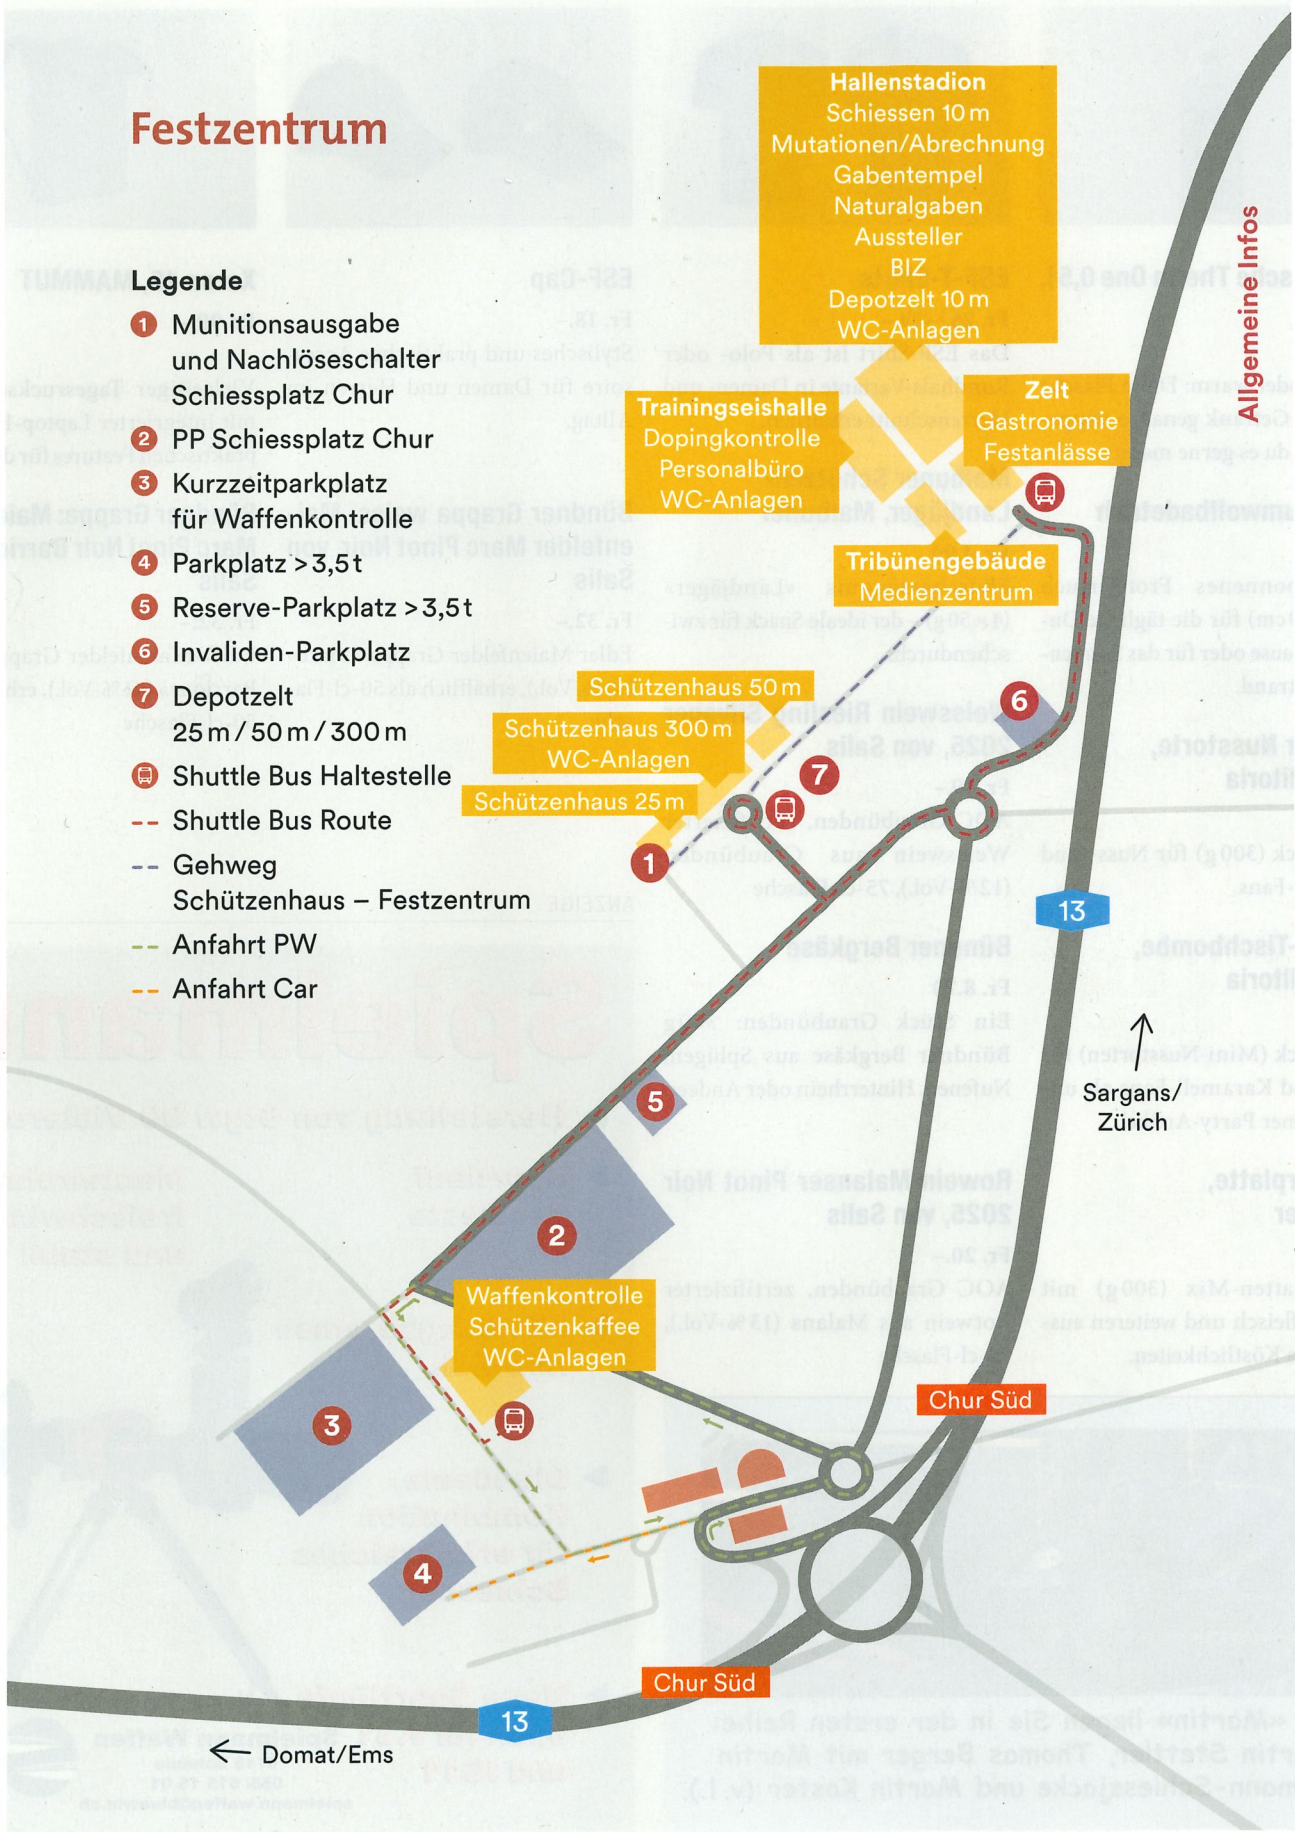 Festzentrum
Allgemeine Infos
Legende
1 Munitionsausgabe
und Nachlöseschalter
Schiessplatz Chur
2 PP Schiessplatz Chur
3 Kurzzeitparkplatz
für Waffenkontrolle
4 Parkplatz > 3,5 t
5 Reserve-Parkplatz > 3,5 t
6 Invaliden-Parkplatz
7 Depotzelt
25 m / 50 m / 300 m
Shuttle Bus Haltestelle
Shuttle Bus Route
Gehweg
Schützenhaus – Festzentrum
Anfahrt PW
Anfahrt Car
Hallenstadion
Schiessen 10 m
Mutationen/Abrechnung
Gabentempel
Naturalgaben
Aussteller
BIZ
Depotzelt 10 m
WC-Anlagen
Trainingseishalle
Dopingkontrolle
Personalbüro
WC-Anlagen
Zelt
Gastronomie
Festanlässe
Tribünengebäude
Medienzentrum
Schützenhaus 50 m
Schützenhaus 300 m
WC-Anlagen
Schützenhaus 25 m
6
7
1
13
Sargans/
Zürich
5
2
Waffenkontrolle
Schützenkaffee
WC-Anlagen
3
4
Chur Süd
Chur Süd
13
Domat/Ems